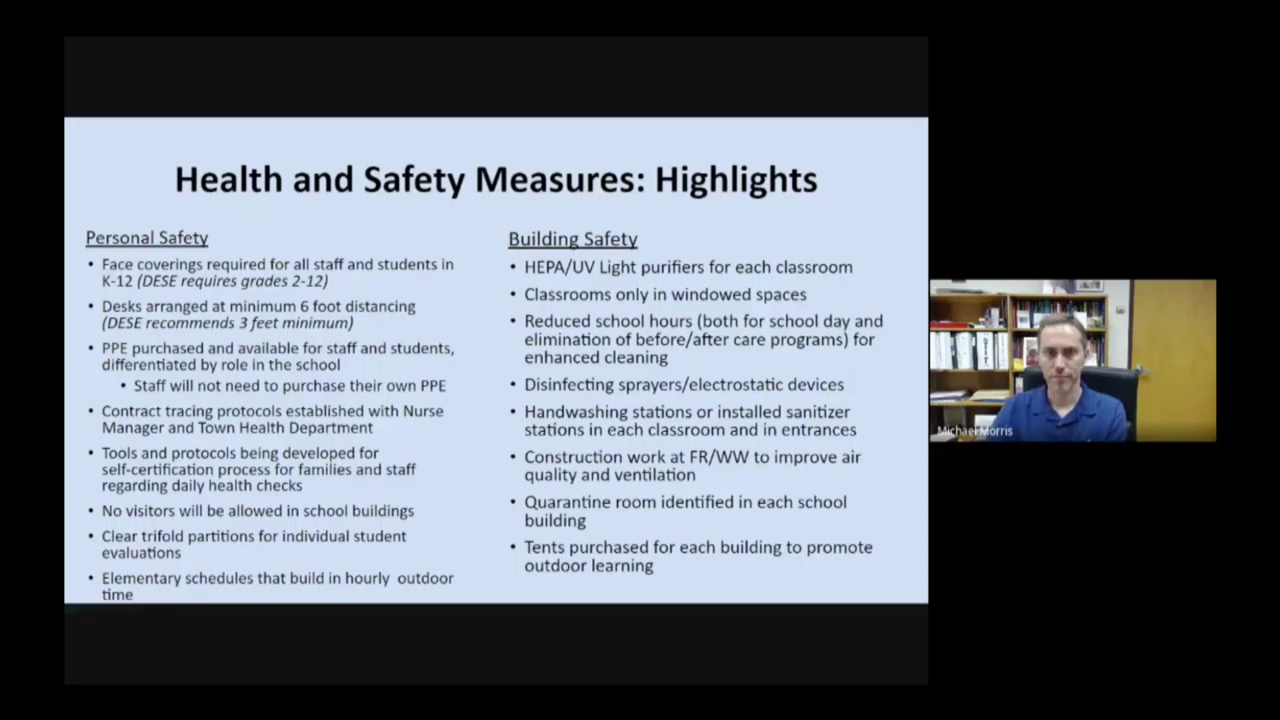 Health and Safety Measures: Highlights
Personal Safety
• Face coverings required for all staff and students in
K-12 (DESE requires grades 2-12)
• Desks arranged at minimum 6 foot distancing
(DESE recommends 3 feet minimum)
• PPE purchased and available for staff and students,
differentiated by role in the school
• Staff will not need to purchase their own PPE
• Contract tracing protocols established with Nurse
Manager and Town Health Department
• Tools and protocols being developed for
self-certification process for families and staff
regarding daily health checks
• No visitors will be allowed in school buildings
• Clear trifold partitions for individual student
evaluations
• Elementary schedules that build in hourly outdoor
time
Building Safety
• HEPA/UV Light purifiers for each classroom
• Classrooms only in windowed spaces
• Reduced school hours (both for school day and
elimination of before/after care programs) for
enhanced cleaning
• Disinfecting sprayers/electrostatic devices
• Handwashing stations or installed sanitizer
stations in each classroom and in entrances
• Construction work at FR/WW to improve air
quality and ventilation
• Quarantine room identified in each school
building
• Tents purchased for each building to promote
outdoor learning
Michael Morris